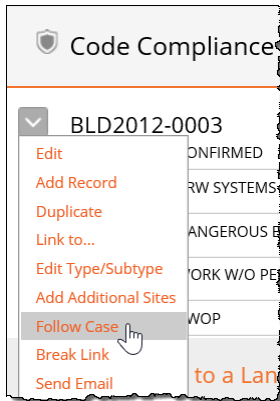 Code Compliance
BLD2012-0003
Edit
ONFIRMED
Add Record
RW SYSTEMS
Duplicate
ANGEROUS
Link to...
Edit Type/Subtype
ORK W/O PE
Add Additional Sites
WOP
Follow Case
Break Link
to a Lan
Send Email